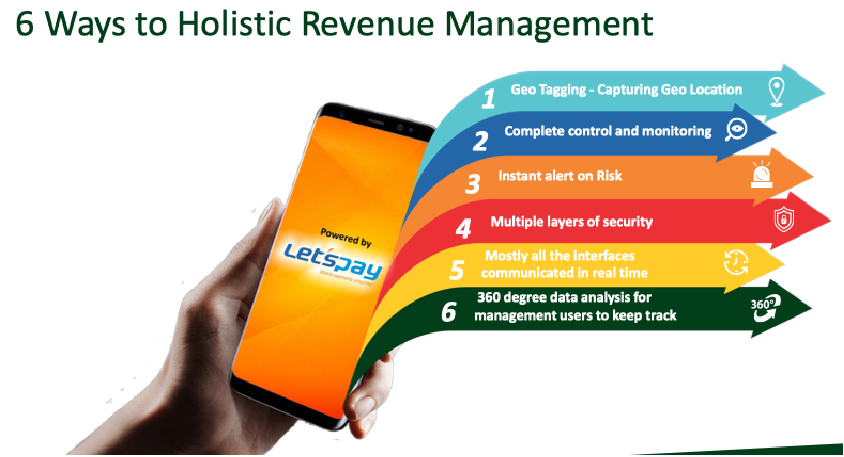 6 Ways to Holistic Revenue Management
1 Geo Tagging - Capturing Geo Location
2 Complete control and monitoring
3 Instant alert on Risk
4 Multiple layers of security
5 Mostly all the interfaces
communicated in real time
6 360 degree data analysis for
management users to keep track
360°
Powered by
Let'spay